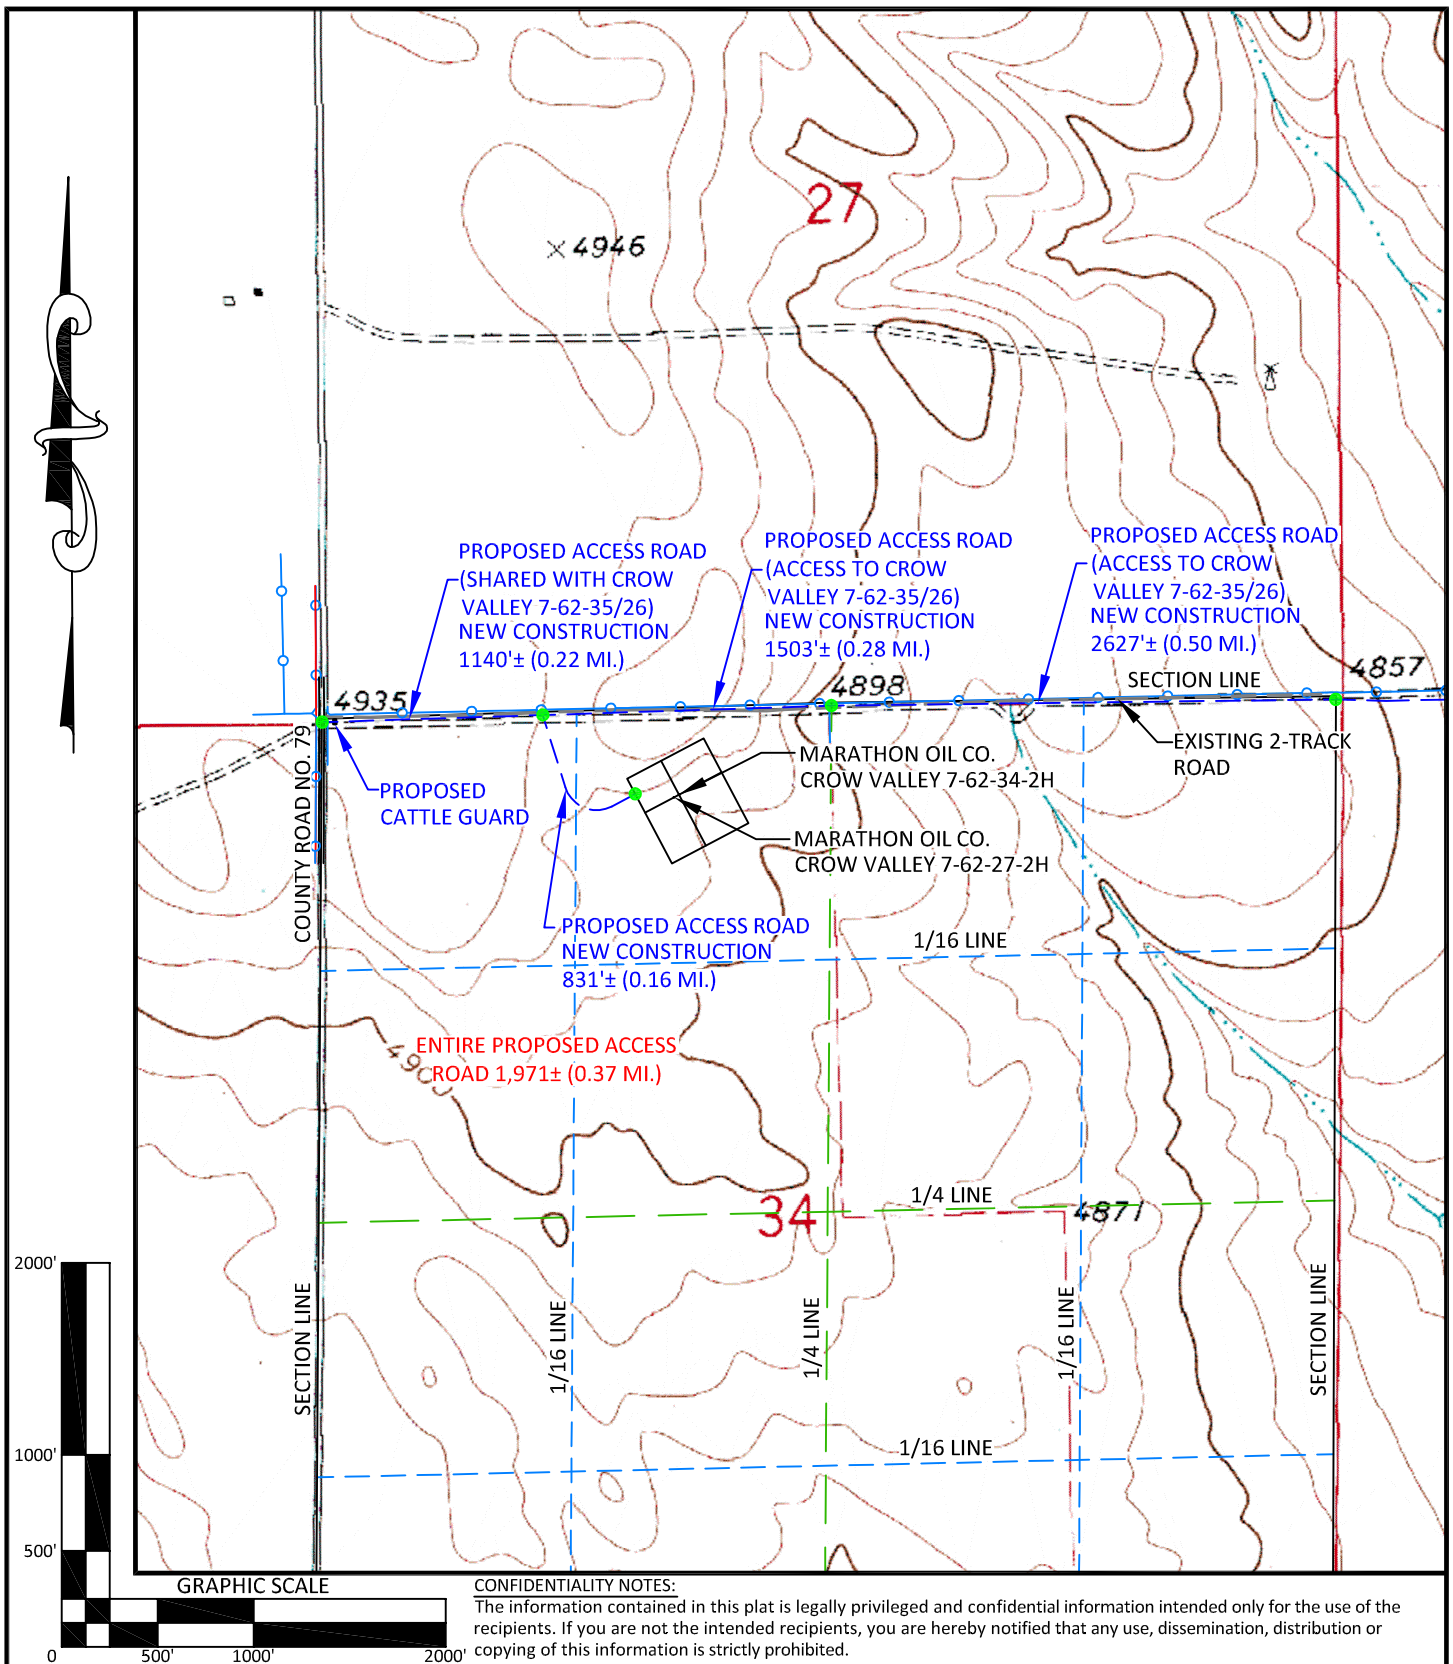 27
4946
PROPOSED ACCESS ROAD
(SHARED WITH CROW
VALLEY 7-62-35/26)
NEW CONSTRUCTION
1140'± (0.22 MI.)
PROPOSED ACCESS ROAD
(ACCESS TO CROW
VALLEY 7-62-35/26)
NEW CONSTRUCTION
1503'± (0.28 MI.)
PROPOSED ACCESS ROAD
(ACCESS TO CROW
VALLEY 7-62-35/26)
NEW CONSTRUCTION
2627'± (0.50 MI.)
4935
4898
SECTION LINE
4857
COUNTY ROAD NO. 79
PROPOSED
CATTLE GUARD
MARATHON OIL CO.
CROW VALLEY 7-62-34-2H
EXISTING 2-TRACK
ROAD
MARATHON OIL CO.
CROW VALLEY 7-62-27-2H
PROPOSED ACCESS ROAD
NEW CONSTRUCTION
831'± (0.16 MI.)
1/16 LINE
ENTIRE PROPOSED ACCESS
ROAD 1,971± (0.37 MI.)
34
1/4 LINE
4871
SECTION LINE
1/16 LINE
1/4 LINE
1/16 LINE
SECTION LINE
1/16 LINE
2000'
1000'
500'
GRAPHIC SCALE
0 500' 1000' 2000'
CONFIDENTIALITY NOTES:
The information contained in this plat is legally privileged and confidential information intended only for the use of the
recipients. If you are not the intended recipients, you are hereby notified that any use, dissemination, distribution or
copying of this information is strictly prohibited.